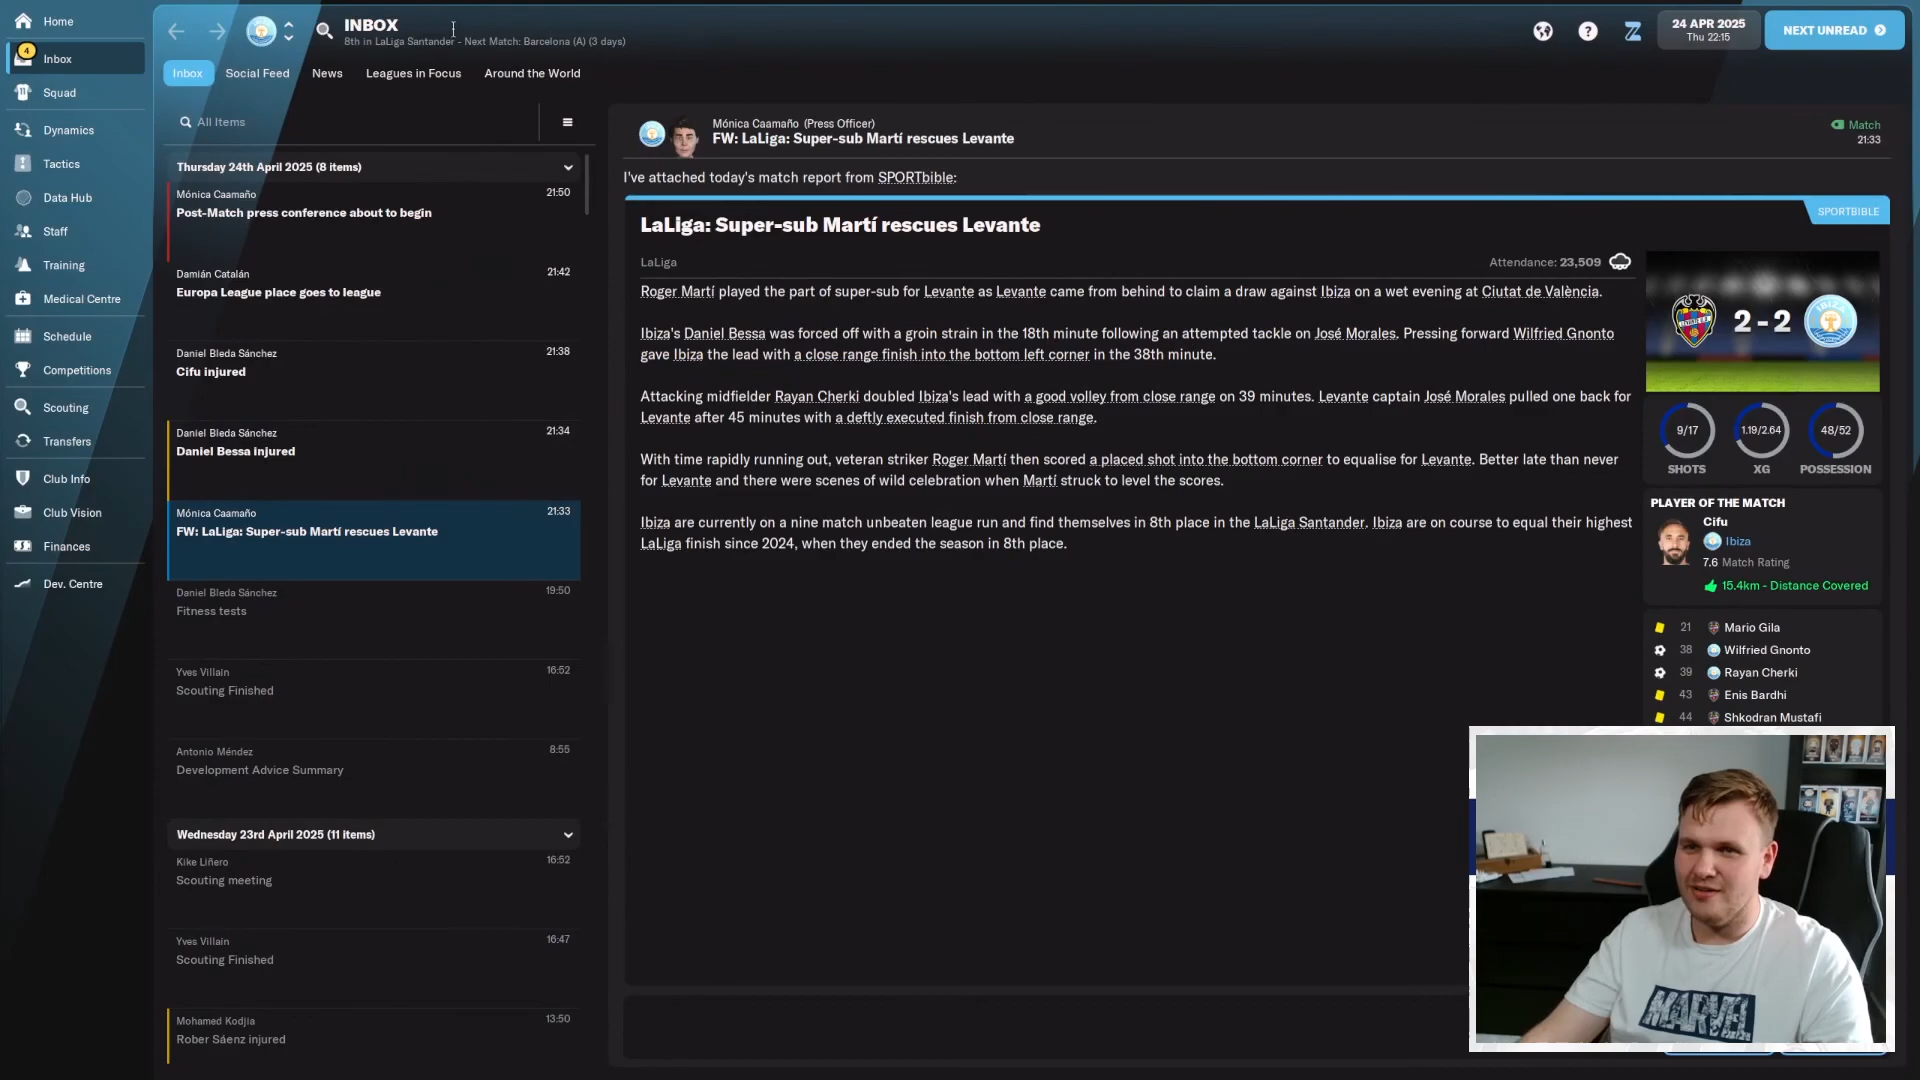 Home
4
Inbox
Squad
Dynamics
Tactics
Data Hub
Staff
Training
Medical Centre
Schedule
Competitions
Scouting
Transfers
Club Info
Club Vision
Finances
Dev. Centre
INBOX
8th in LaLiga Santander - Next Match: Barcelona (A) (3 days)
24 APR 2025
Thu 22:15
NEXT UNREAD
Inbox
Social Feed
News
Leagues in Focus
Around the World
All Items
Thursday 24th April 2025 (8 items)
Mónica Caamaño
21:50
Post-Match press conference about to begin
Damián Catalán
21:42
Europa League place goes to league
Daniel Bleda Sánchez
21:38
Cifu injured
Daniel Bleda Sánchez
21:34
Daniel Bessa injured
Mónica Caamaño
21:33
FW: LaLiga: Super-sub Martí rescues Levante
Daniel Bleda Sánchez
19:50
Fitness tests
Yves Villain
16:52
Scouting Finished
Antonio Méndez
8:55
Development Advice Summary
Wednesday 23rd April 2025 (11 items)
Kike Liñero
16:52
Scouting meeting
Yves Villain
16:47
Scouting Finished
Mohamed Kodjia
13:50
Rober Sáenz injured
Mónica Caamaño (Press Officer)
FW: LaLiga: Super-sub Martí rescues Levante
Match
21:33
I've attached today's match report from SPORTbible:
SPORTBIBLE
LaLiga: Super-sub Martí rescues Levante
LaLiga
Attendance: 23,509
Roger Martí played the part of super-sub for Levante as Levante came from behind to claim a draw against Ibiza on a wet evening at Ciutat de València.
Ibiza's Daniel Bessa was forced off with a groin strain in the 18th minute following an attempted tackle on José Morales. Pressing forward Wilfried Gnonto
gave Ibiza the lead with a close range finish into the bottom left corner in the 38th minute.
Attacking midfielder Rayan Cherki doubled Ibiza's lead with a good volley from close range on 39 minutes. Levante captain José Morales pulled one back for
Levante after 45 minutes with a deftly executed finish from close range.
With time rapidly running out, veteran striker Roger Martí then scored a placed shot into the bottom corner to equalise for Levante. Better late than never
for Levante and there were scenes of wild celebration when Martí struck to level the scores.
Ibiza are currently on a nine match unbeaten league run and find themselves in 8th place in the LaLiga Santander. Ibiza are on course to equal their highest
LaLiga finish since 2024, when they ended the season in 8th place.
2-2
9/17
1.19/2.64
48/52
SHOTS
XG
POSSESSION
PLAYER OF THE MATCH
Cifu
Ibiza
7.6 Match Rating
15.4km - Distance Covered
21 Mario Gila
38 Wilfried Gnonto
39 Rayan Cherki
43 Enis Bardhi
44 Shkodran Mustafi
MARVEL